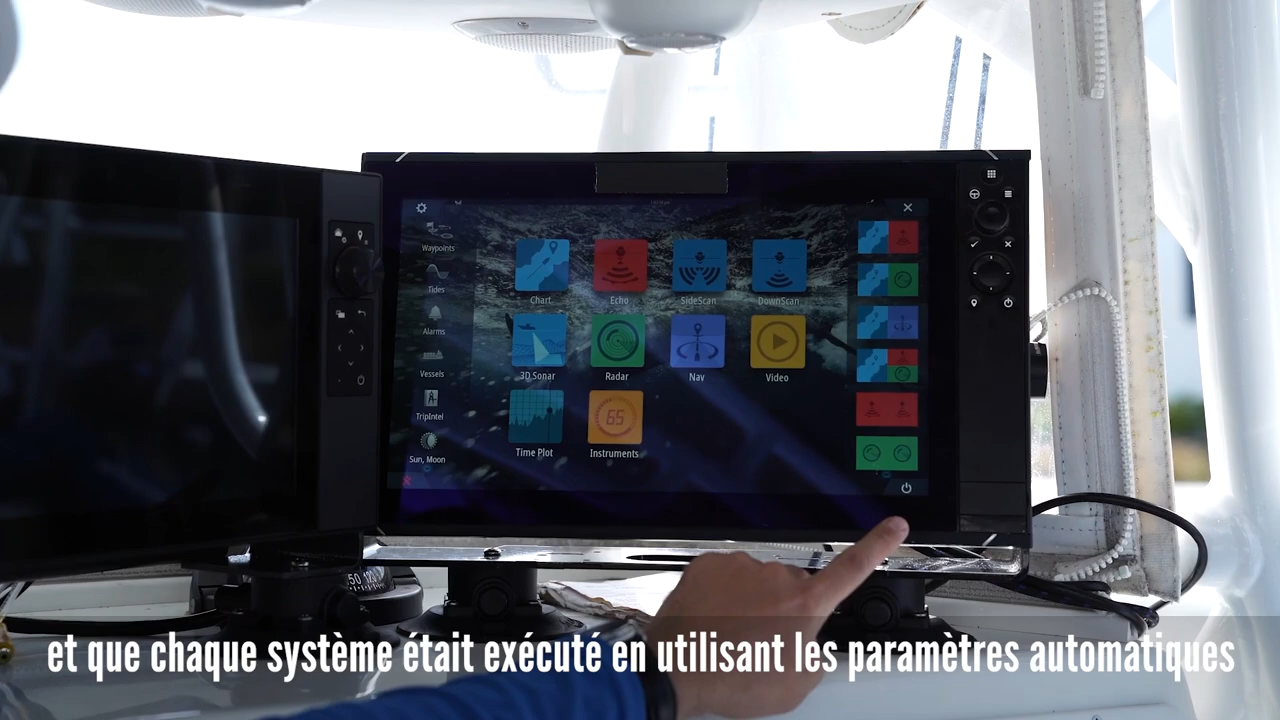 Waypoints
Tides
Alarms
Vessels
TripIntel
Sun, Moon
Chart
Echo
SideScan
DownScan
3D Sonar
Radar
Nav
Video
Time Plot
65
Instruments
et que chaque système était exécuté en utilisant les paramètres automatiques